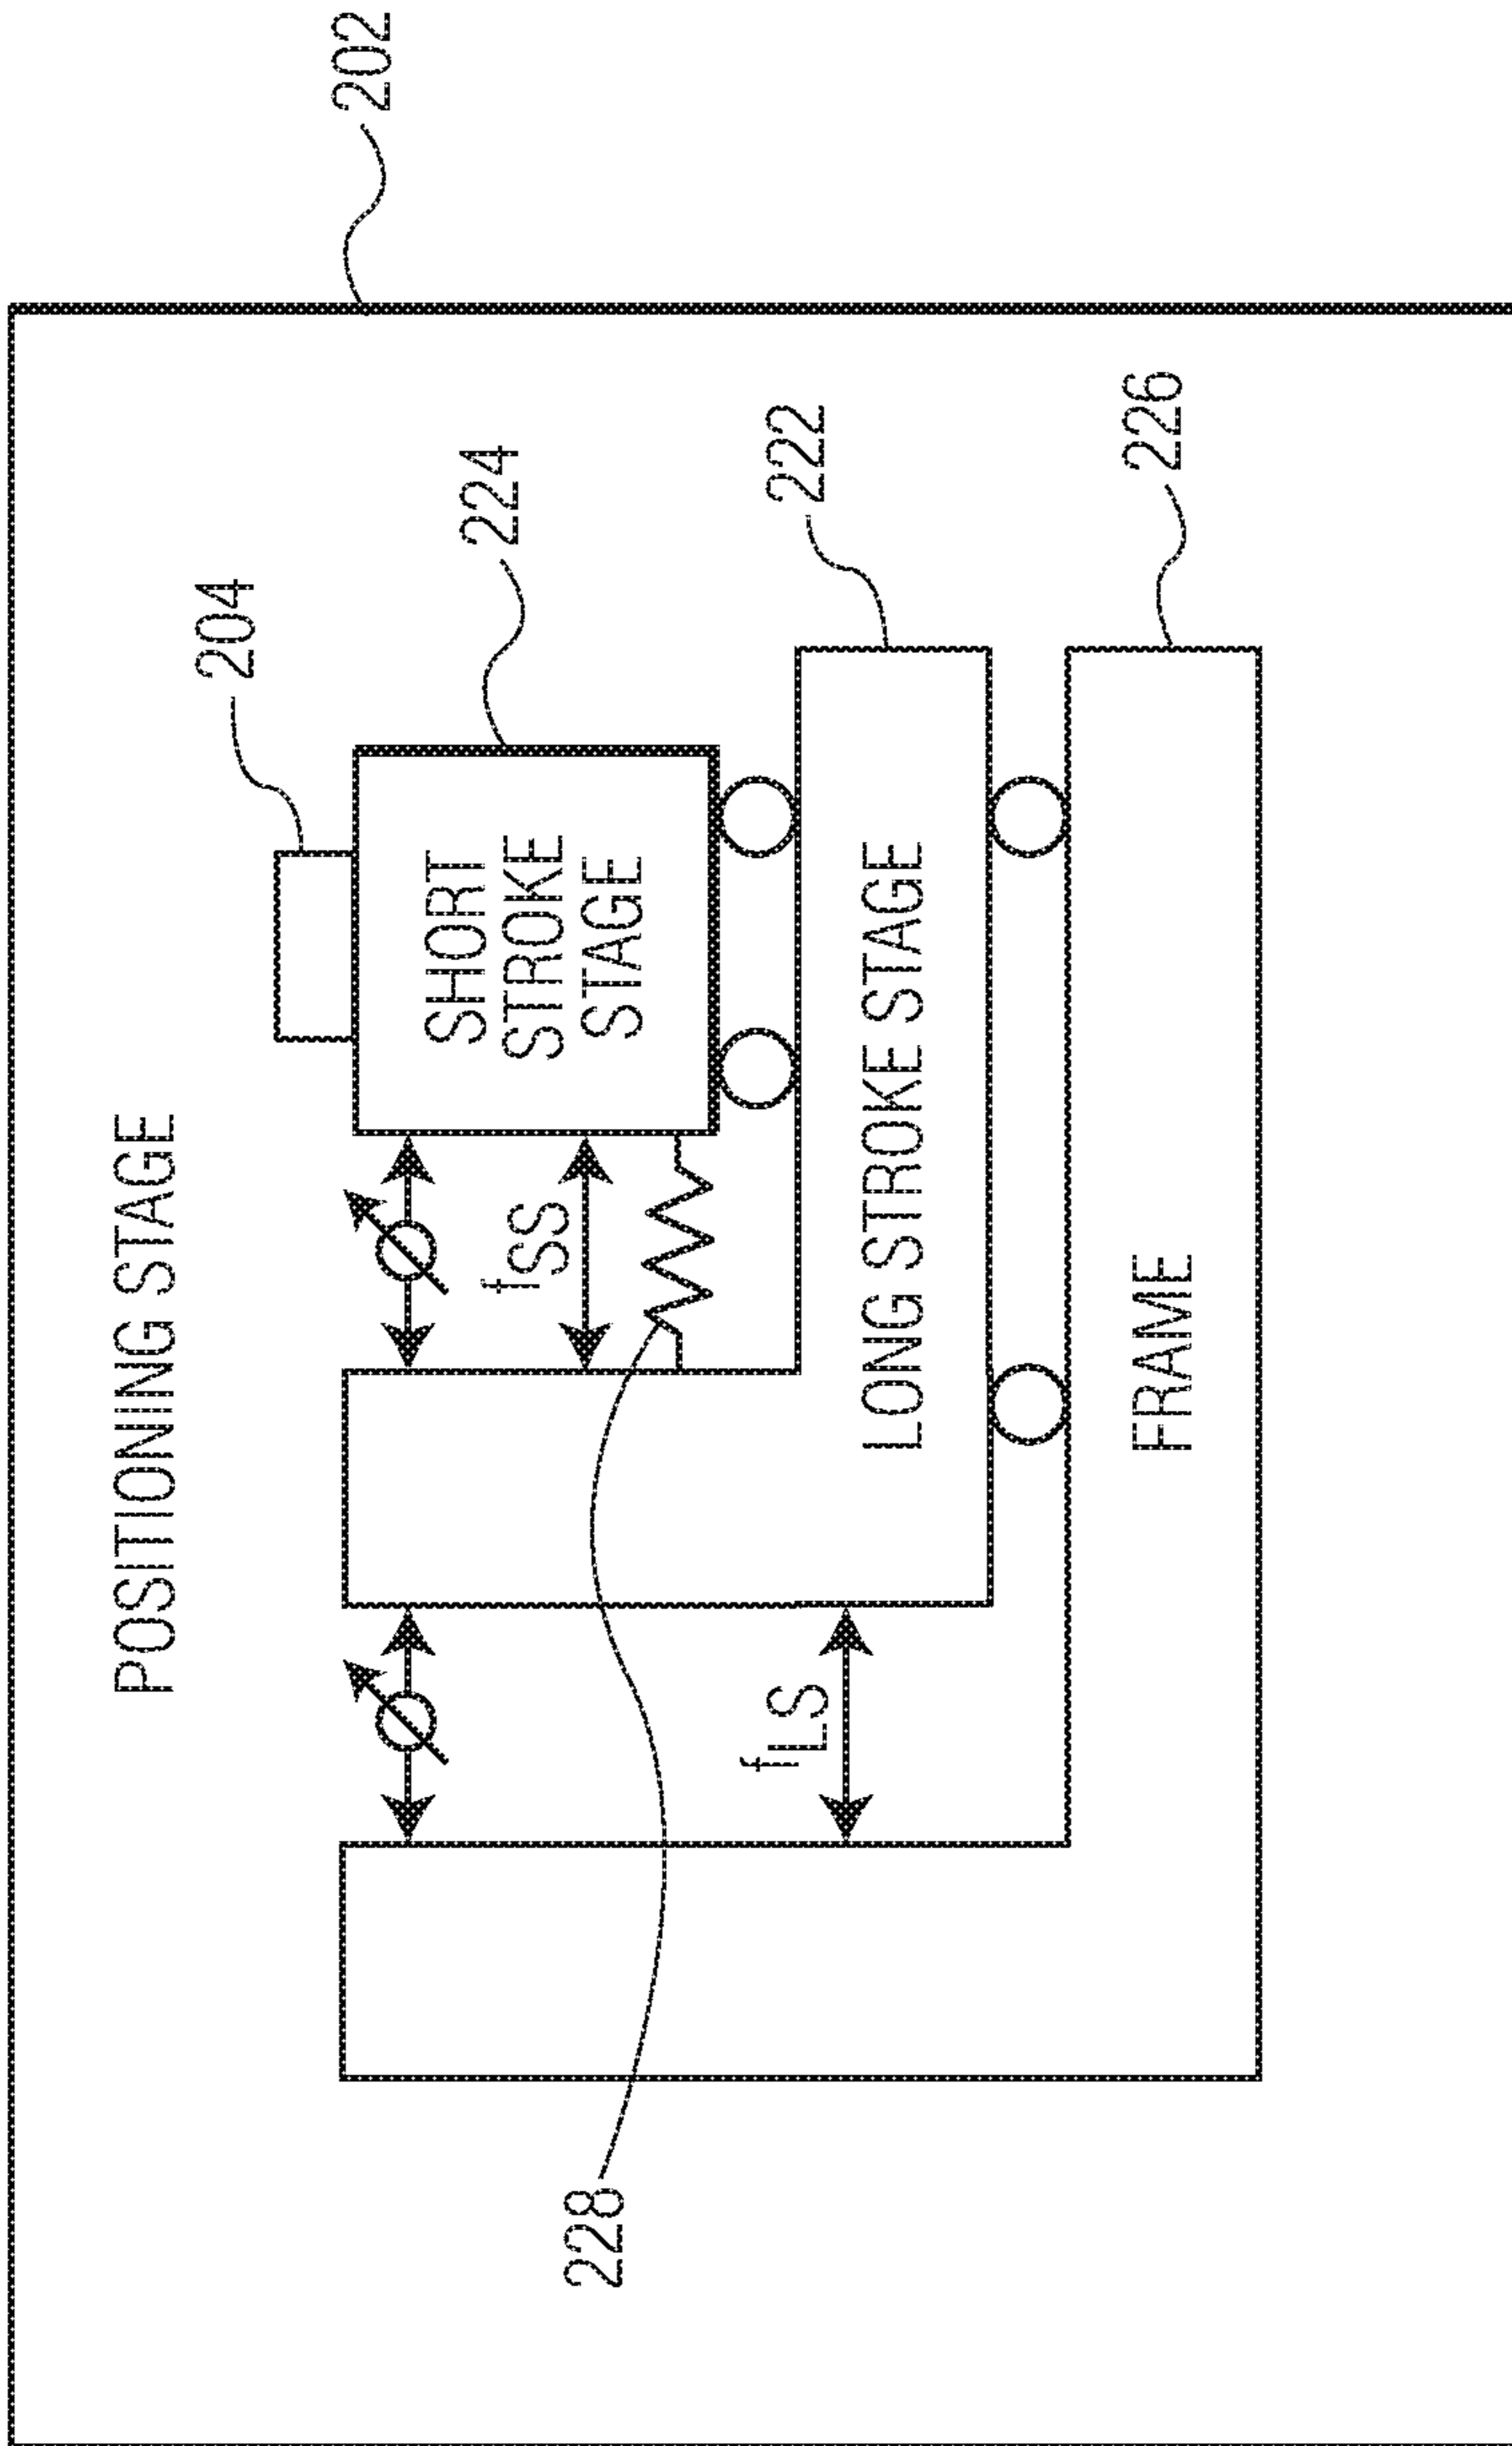 POSITIONING STAGE
202
204
SHORT
STROKE
STAGE
224
fSS
228
LONG STROKE STAGE
222
fLS
FRAME
226